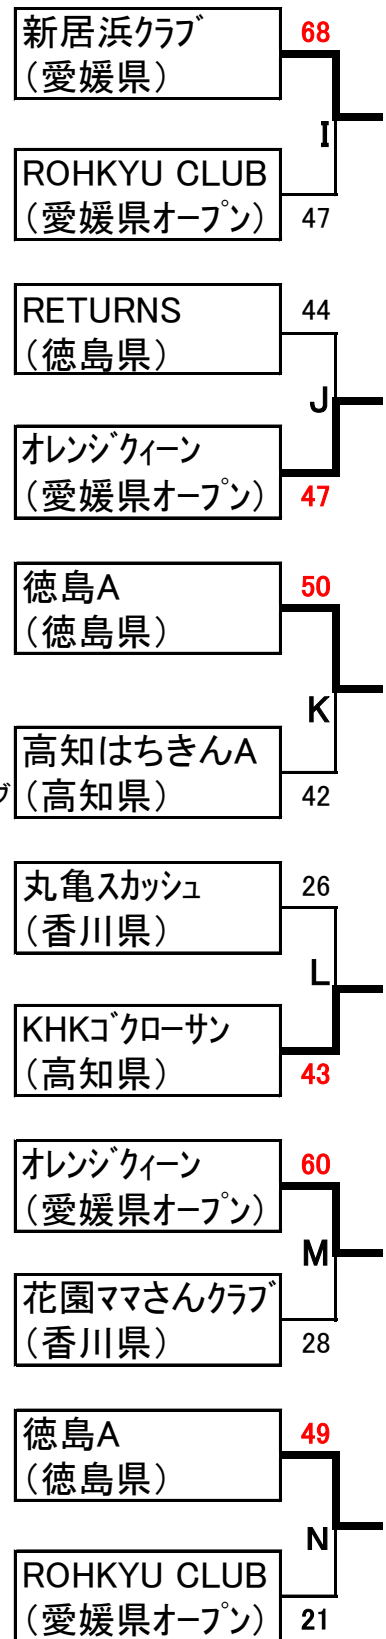 新居浜ｸﾗﾌﾞ
68
（愛媛県）
I
ROHKYU CLUB
（愛媛県オープン）
47
RETURNS
44
（徳島県）
J
ｵﾚﾝｼﾞｸｨｰﾝ
（愛媛県オープン）
47
徳島A
50
（徳島県）
K
高知はちきんA
ブ
（高知県）
42
丸亀ｽｶｯｼｭ
26
（香川県）
L
KHKｺﾞｸﾛｰｻﾝ
（高知県）
43
ｵﾚﾝｼﾞｸｨｰﾝ
60
（愛媛県オープン）
M
花園ママさんｸﾗﾌﾞ
（香川県）
28
徳島A
49
（徳島県）
N
ROHKYU CLUB
（愛媛県オープン）
21